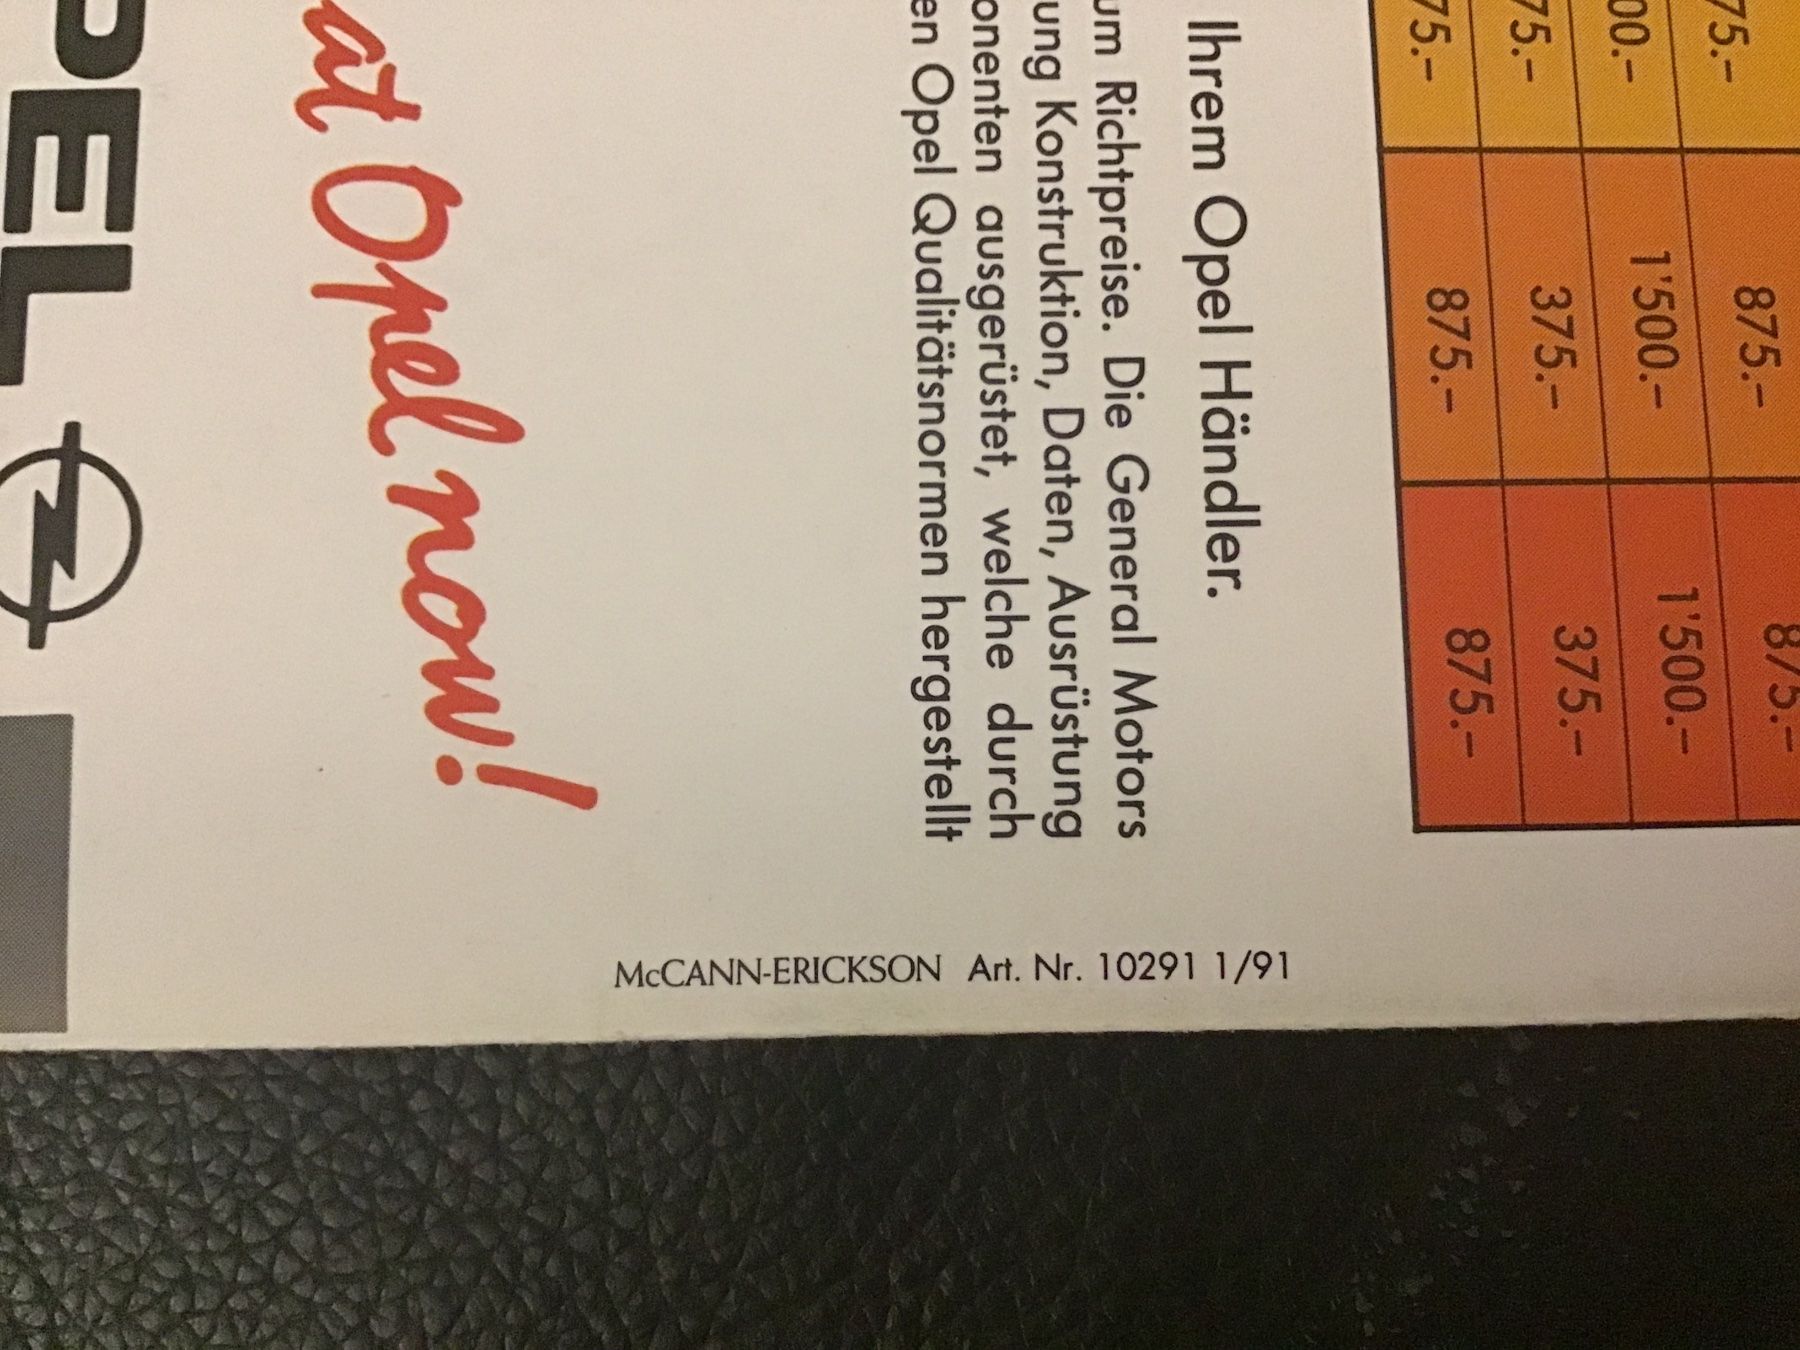 75.- 875.- 875.-
00.- 1'500.- 1'500.-
75.- 375.- 375.-
75.- 875.- 875.-
Ihrem Opel Händler.
um Richtpreise. Die General Motors
ung Konstruktion, Daten, Ausrüstung
onenten ausgerüstet, welche durch
en Opel Qualitätsnormen hergestellt
at Opel now!
PEL
McCANN-ERICKSON Art. Nr. 10291 1/91